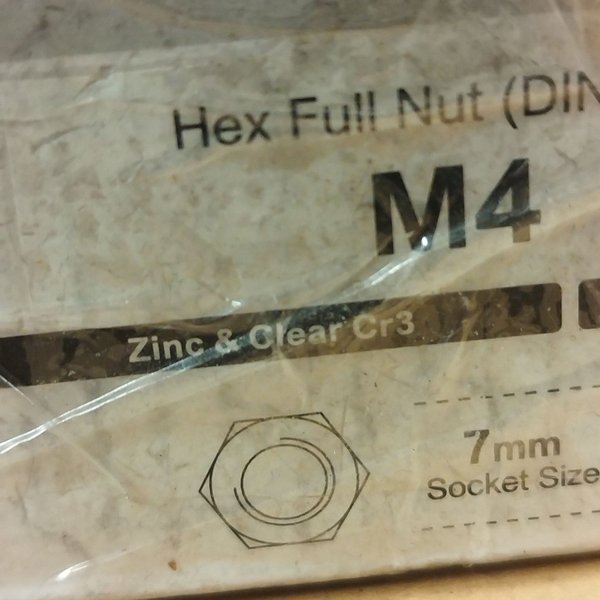 Hex Full Nut (DIN
M4
Zinc & Clear Cr3
7mm
Socket Size